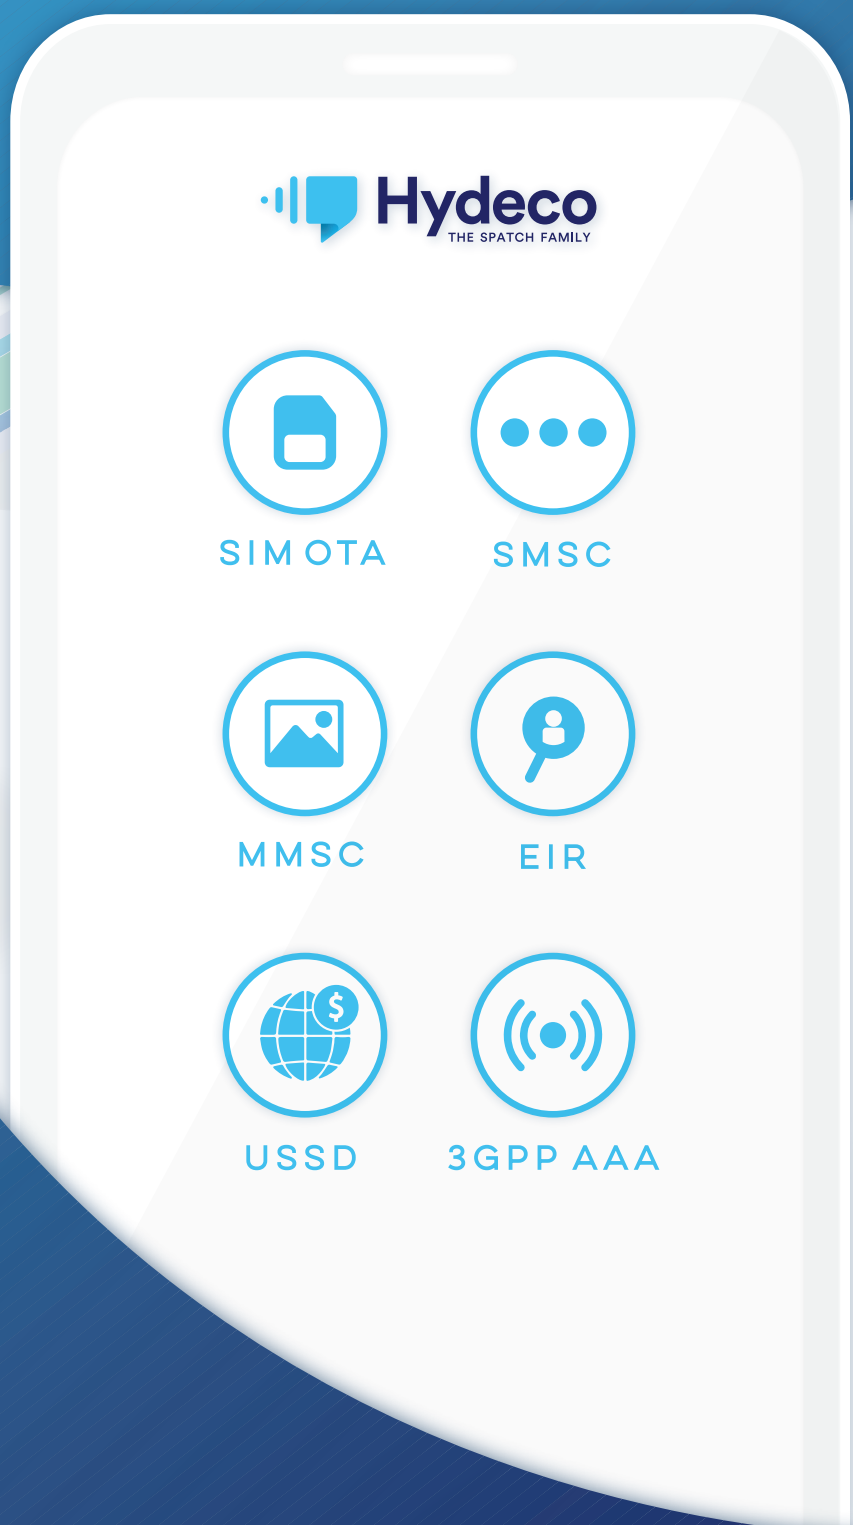 Hydeco
THE SPATCH FAMILY
SIM OTA
SMSC
MMSC
EIR
$
USSD
3GPP AAA